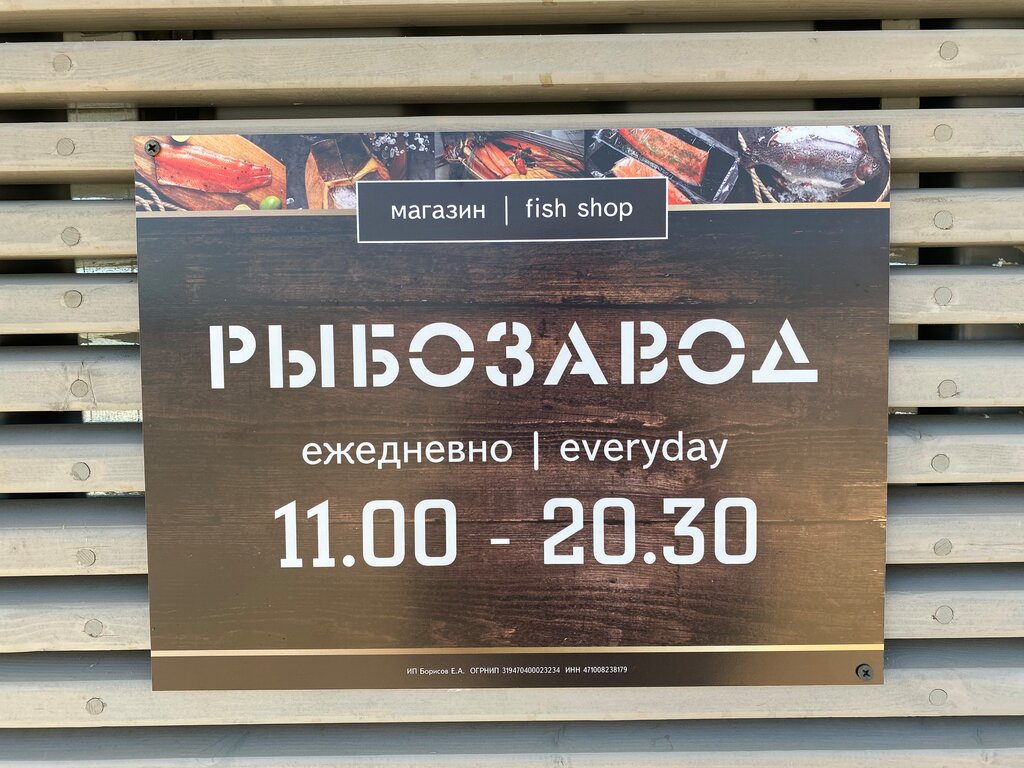 магазин | fish shop
РЫБОЗАВОД
ежедневно | everyday
11.00 - 20.30
ИП Борисов Е.А. ОГРНИП 319470400023234 ИНН 471008238179